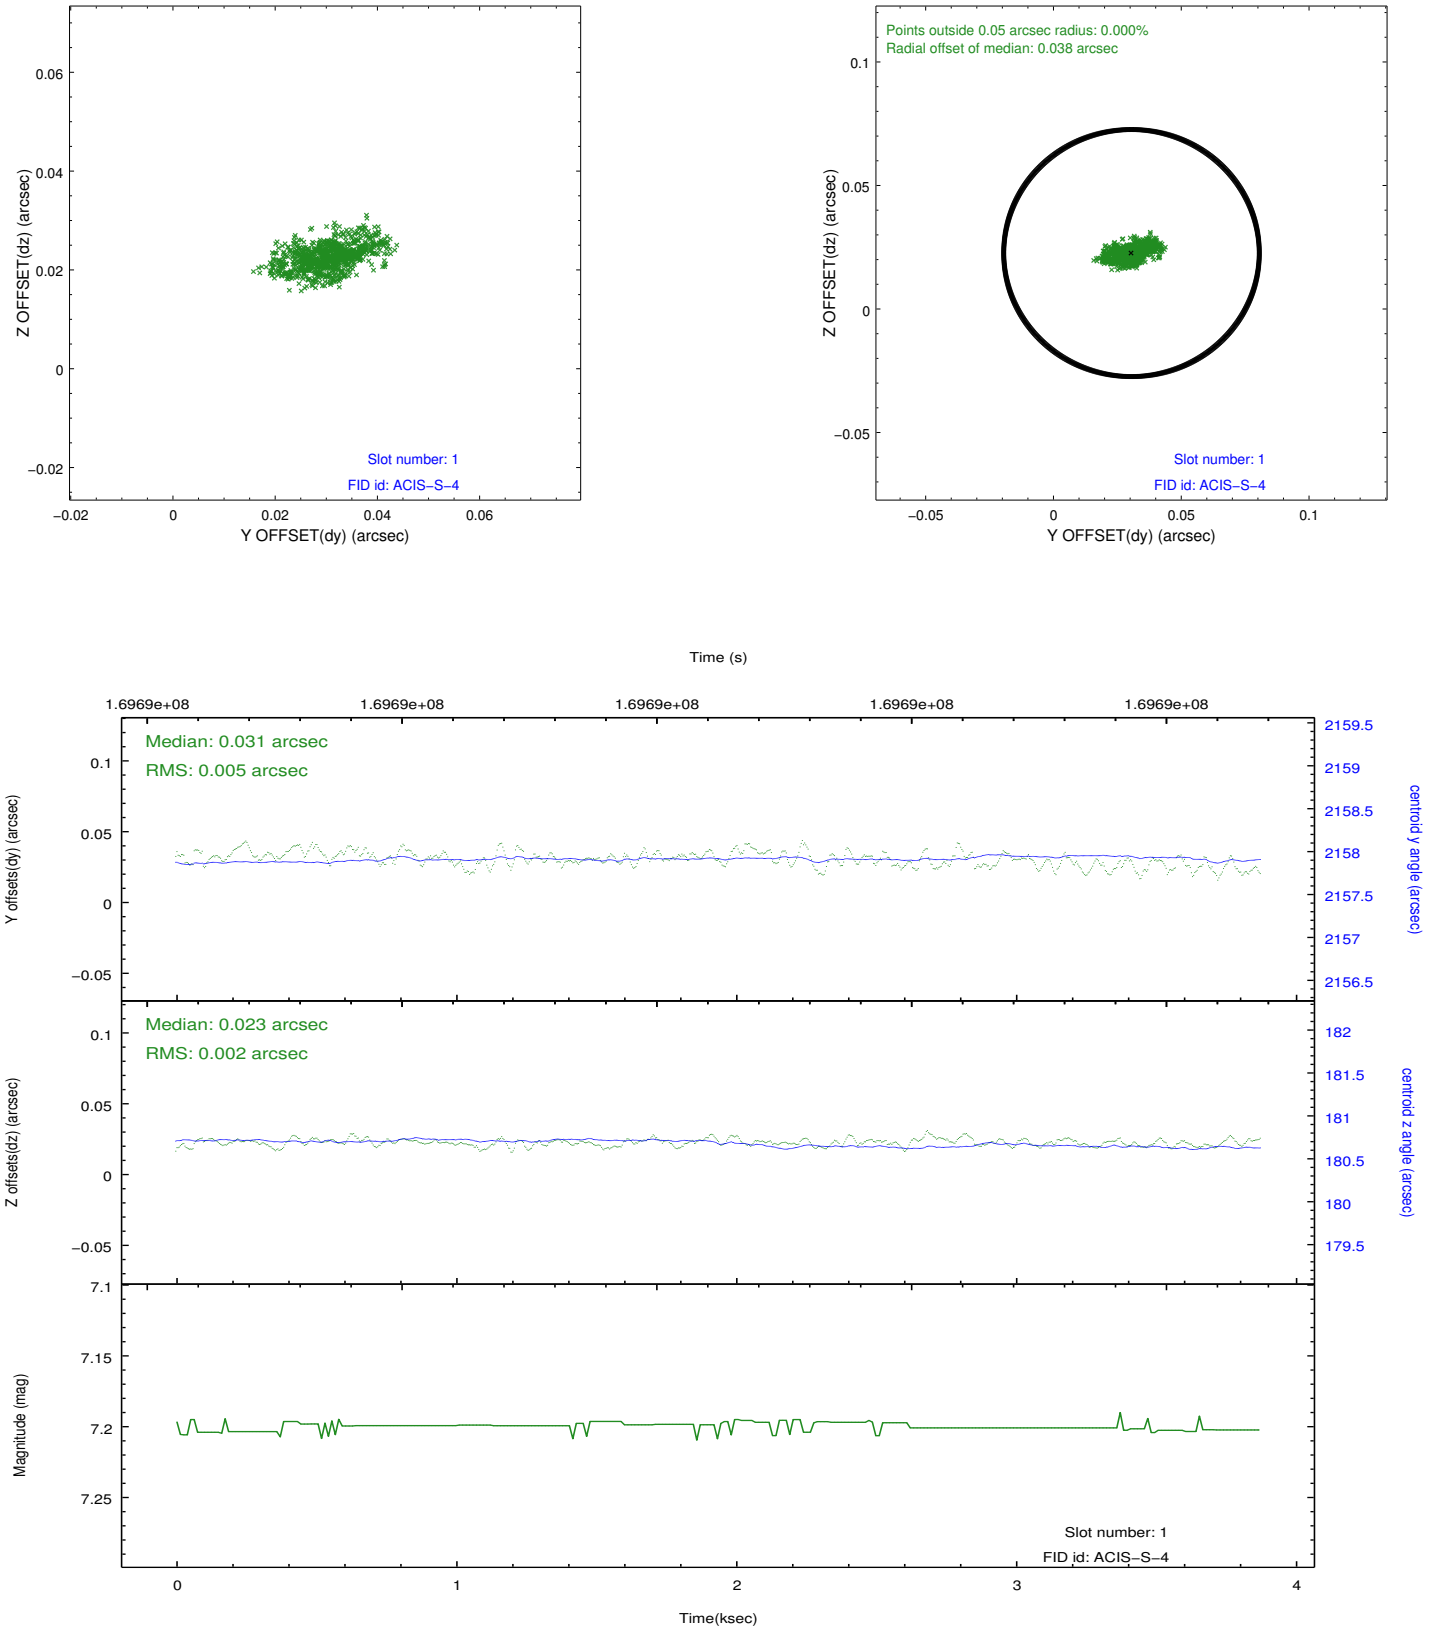 0.06
0.04
0.02
0
−0.02
Z OFFSET(dz) (arcsec)
Slot number: 1
FID id: ACIS−S−4
−0.02 0 0.02 0.04 0.06
Y OFFSET(dy) (arcsec)
Points outside 0.05 arcsec radius: 0.000%
Radial offset of median: 0.038 arcsec
0.1
0.05
0
−0.05
Z OFFSET(dz) (arcsec)
Slot number: 1
FID id: ACIS−S−4
−0.05 0 0.05 0.1
Y OFFSET(dy) (arcsec)
Time (s)
1.6969e+08 1.6969e+08 1.6969e+08 1.6969e+08 1.6969e+08
Median: 0.031 arcsec
RMS: 0.005 arcsec
0.1
0.05
0
−0.05
Y offsets(dy) (arcsec)
2159.5
2159
2158.5
2158
2157.5
2157
2156.5
centroid y angle (arcsec)
Median: 0.023 arcsec
RMS: 0.002 arcsec
0.1
0.05
0
−0.05
Z offsets(dz) (arcsec)
182
181.5
181
180.5
180
179.5
centroid z angle (arcsec)
7.1
7.15
7.2
7.25
Magnitude (mag)
Slot number: 1
FID id: ACIS−S−4
0 1 2 3 4
Time(ksec)